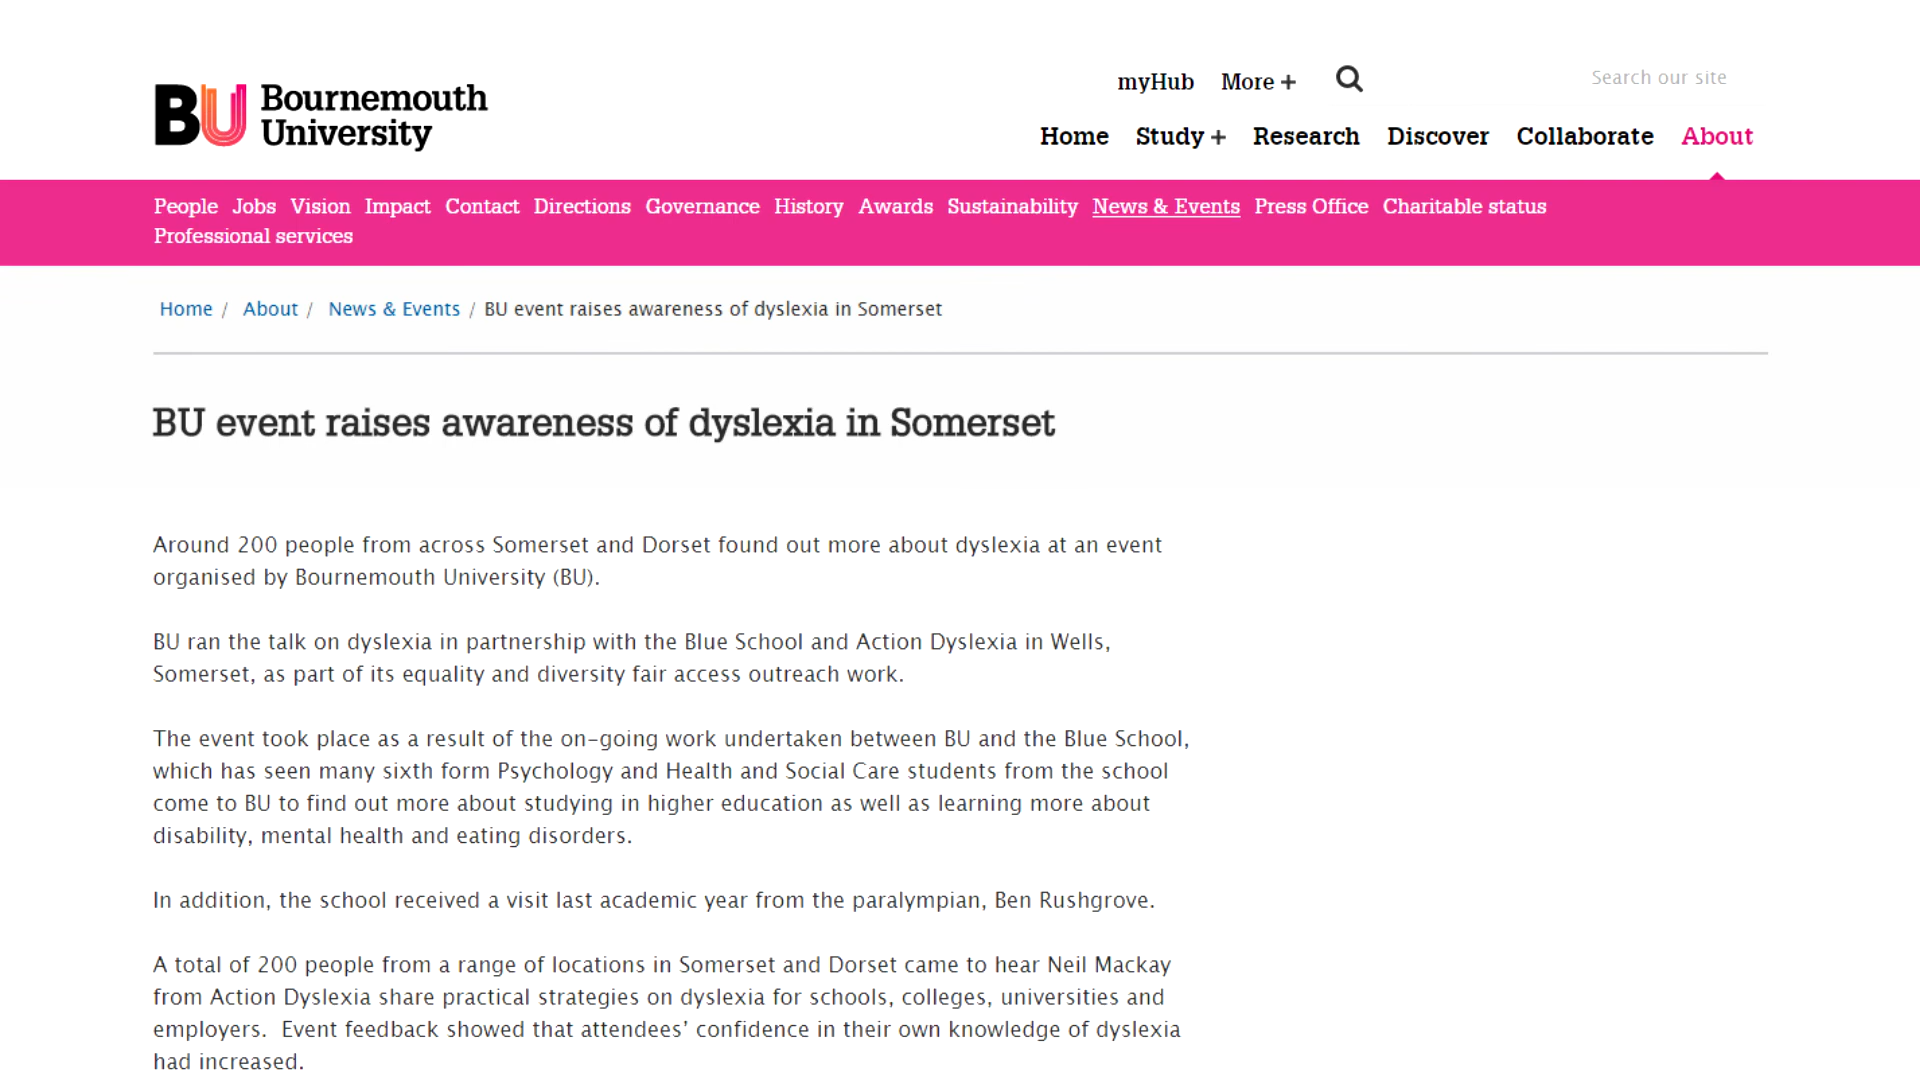 BU Bournemouth
University
myHub More +
Search our site
Home Study + Research Discover Collaborate About
People Jobs Vision Impact Contact Directions Governance History Awards Sustainability News & Events Press Office Charitable status
Professional services
Home / About / News & Events / BU event raises awareness of dyslexia in Somerset
BU event raises awareness of dyslexia in Somerset
Around 200 people from across Somerset and Dorset found out more about dyslexia at an event
organised by Bournemouth University (BU).
BU ran the talk on dyslexia in partnership with the Blue School and Action Dyslexia in Wells,
Somerset, as part of its equality and diversity fair access outreach work.
The event took place as a result of the on-going work undertaken between BU and the Blue School,
which has seen many sixth form Psychology and Health and Social Care students from the school
come to BU to find out more about studying in higher education as well as learning more about
disability, mental health and eating disorders.
In addition, the school received a visit last academic year from the paralympian, Ben Rushgrove.
A total of 200 people from a range of locations in Somerset and Dorset came to hear Neil Mackay
from Action Dyslexia share practical strategies on dyslexia for schools, colleges, universities and
employers.  Event feedback showed that attendees’ confidence in their own knowledge of dyslexia
had increased.